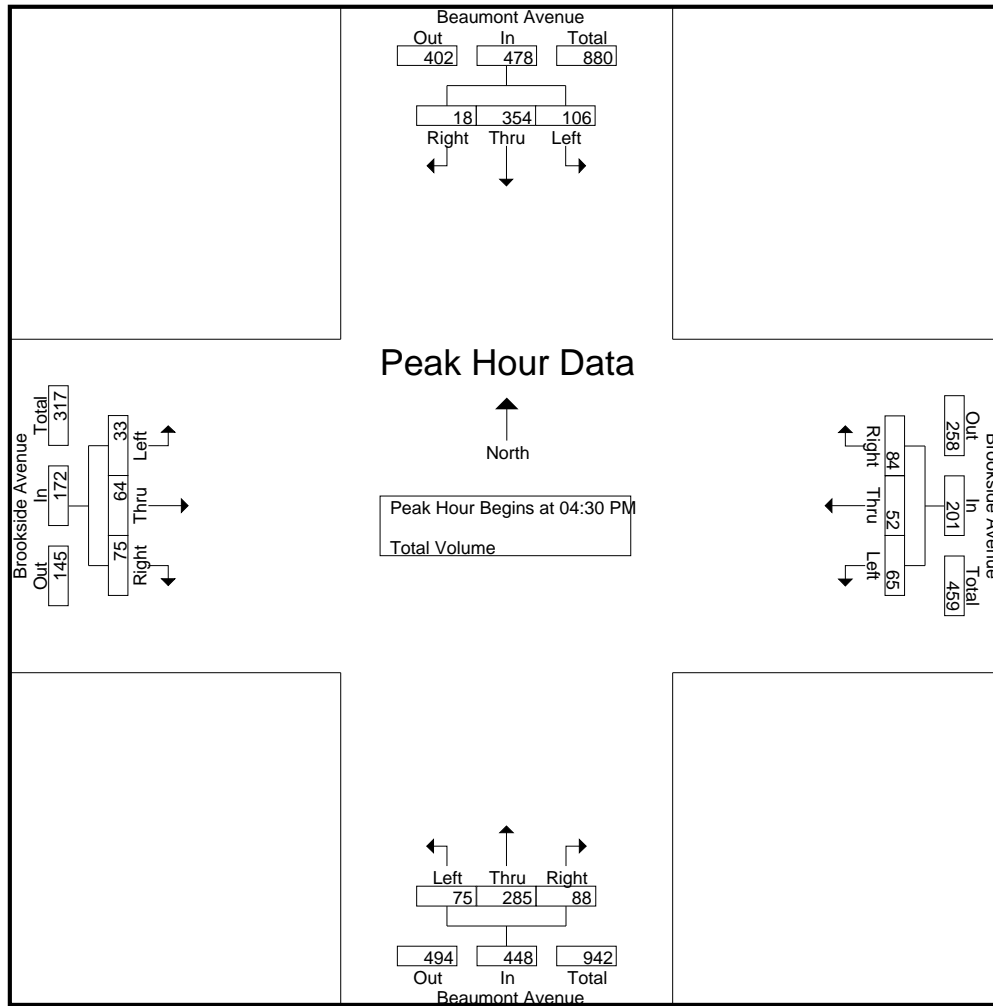 Beaumont Avenue
Out In Total
402 478 880
18 354 106
Right Thru Left
Peak Hour Data
North
Peak Hour Begins at 04:30 PM
Total Volume
Brookside Avenue
Total In Out
317 172 145
33 64 75
Left Thru Right
Right Thru Left
84 52 65
Out In Total
258 201 459
Brookside Avenue
Left Thru Right
75 285 88
494 448 942
Out In Total
Beaumont Avenue